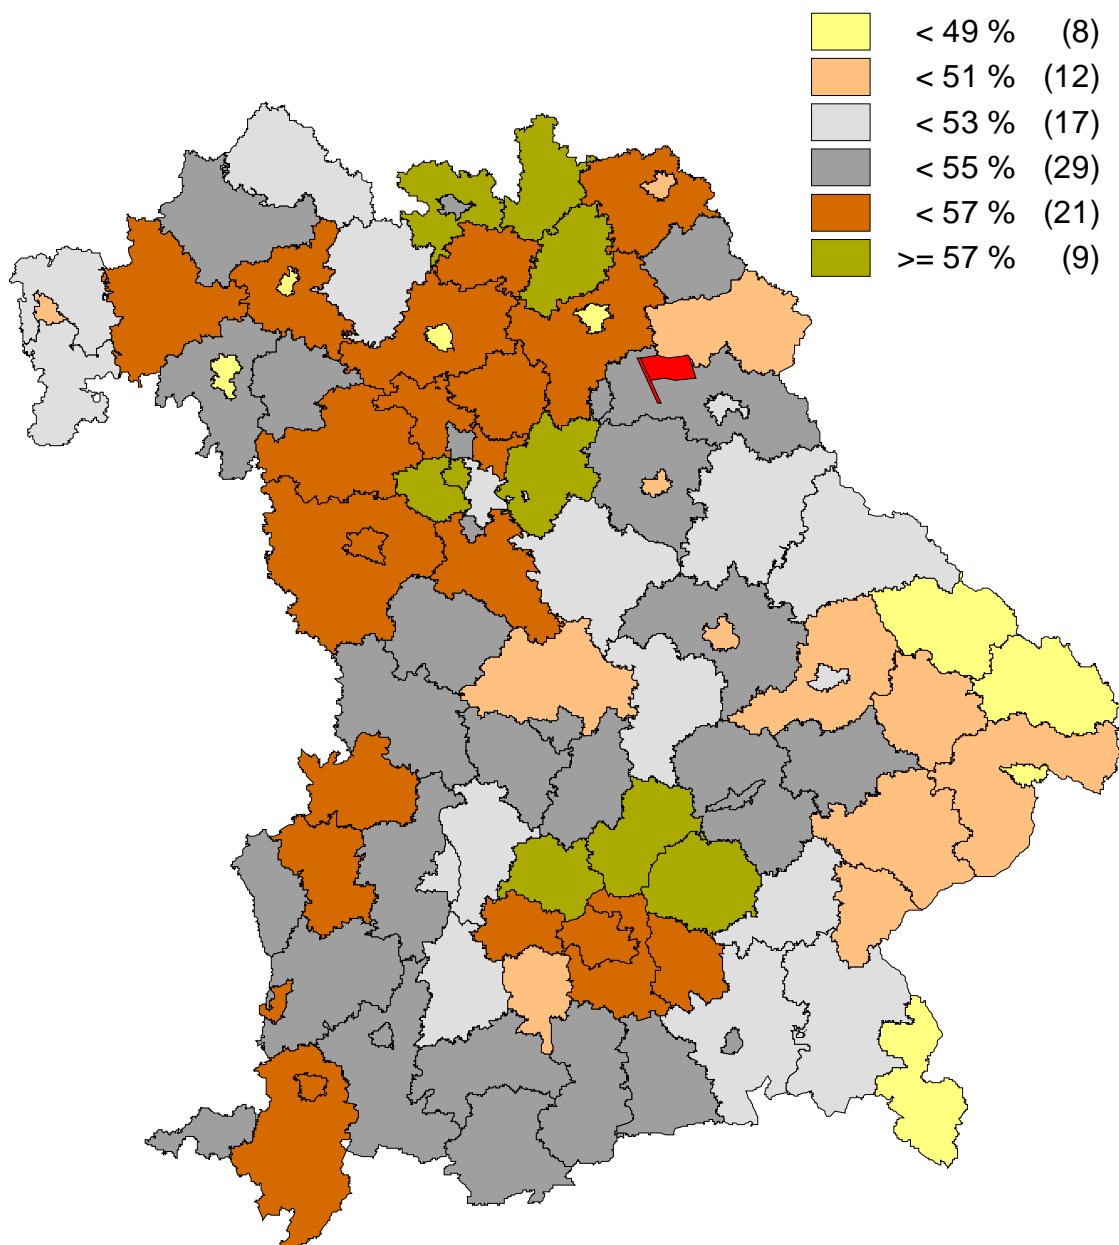 < 49 % (8)
< 51 % (12)
< 53 % (17)
< 55 % (29)
< 57 % (21)
>= 57 % (9)